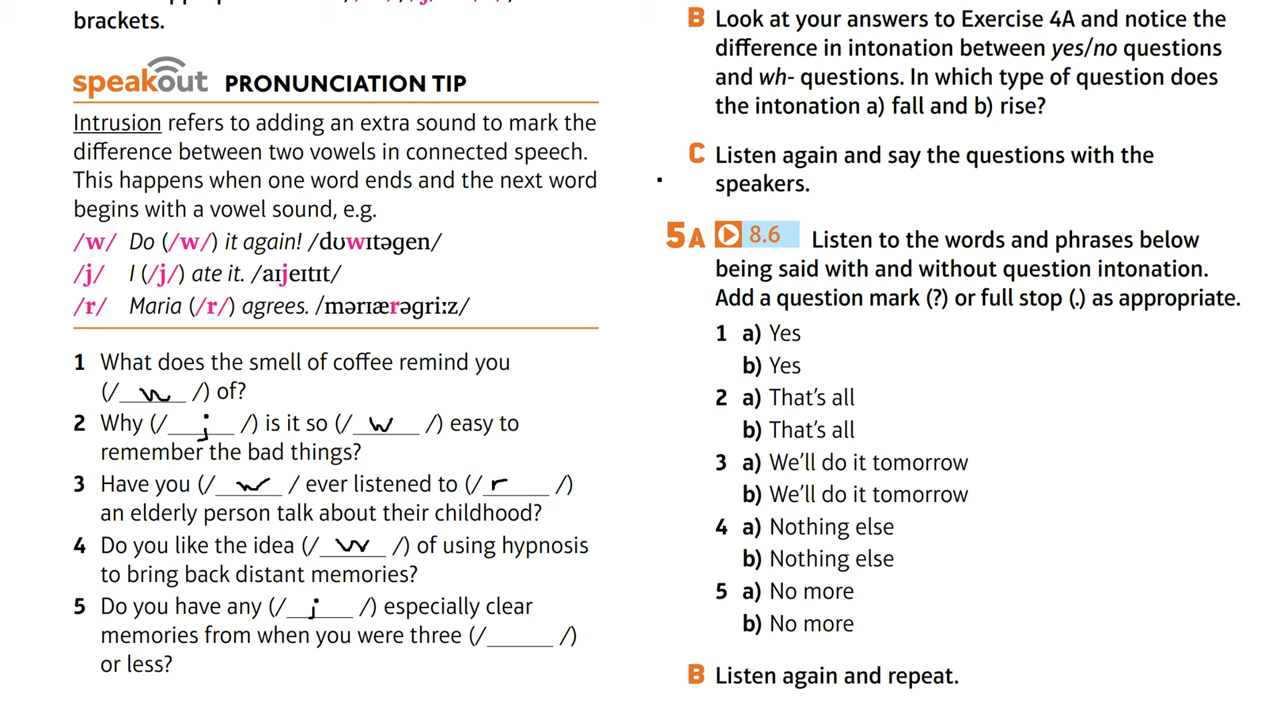 brackets.
speakout PRONUNCIATION TIP
Intrusion refers to adding an extra sound to mark the
difference between two vowels in connected speech.
This happens when one word ends and the next word
begins with a vowel sound, e.g.
/w/ Do (/w/) it again! /dʊwɪtəgen/
/j/ I (/j/) ate it. /aɪjeɪtɪt/
/r/ Maria (/r/) agrees. /mərɪærəgriːz/
1 What does the smell of coffee remind you
(/ w /) of?
2 Why (/ j /) is it so (/ w /) easy to
remember the bad things?
3 Have you (/ w / ever listened to (/ r /)
an elderly person talk about their childhood?
4 Do you like the idea (/ w /) of using hypnosis
to bring back distant memories?
5 Do you have any (/ j /) especially clear
memories from when you were three (/______/)
or less?
B Look at your answers to Exercise 4A and notice the
difference in intonation between yes/no questions
and wh- questions. In which type of question does
the intonation a) fall and b) rise?
C Listen again and say the questions with the
speakers.
5A 8.6 Listen to the words and phrases below
being said with and without question intonation.
Add a question mark (?) or full stop (.) as appropriate.
1 a) Yes
b) Yes
2 a) That's all
b) That's all
3 a) We'll do it tomorrow
b) We'll do it tomorrow
4 a) Nothing else
b) Nothing else
5 a) No more
b) No more
B Listen again and repeat.